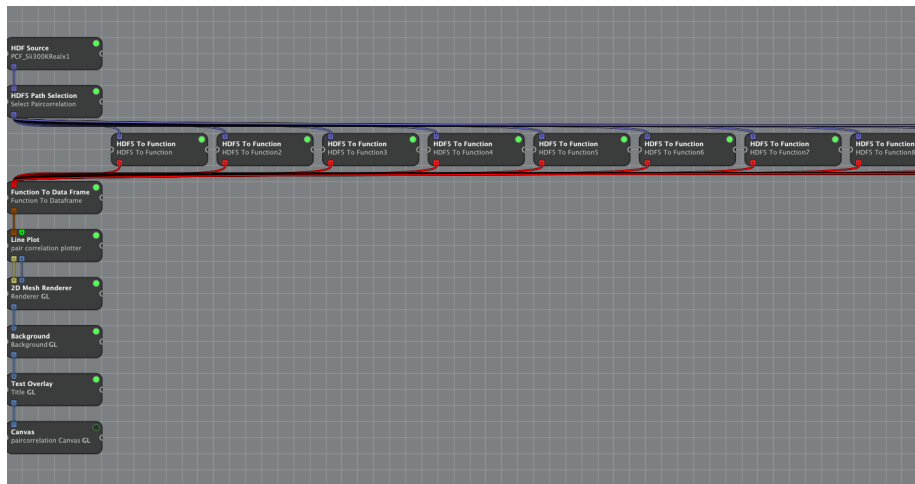 HDF Source
PCF_Sii300KRealx1
HDF5 Path Selection
Select Paircorrelation
HDF5 To Function
HDF5 To Function
HDF5 To Function
HDF5 To Function2
HDF5 To Function
HDF5 To Function3
HDF5 To Function
HDF5 To Function4
HDF5 To Function
HDF5 To Function5
HDF5 To Function
HDF5 To Function6
HDF5 To Function
HDF5 To Function7
HDF5 To Function
HDF5 To Function8
Function To Data Frame
Function To Dataframe
Line Plot
pair correlation plotter
2D Mesh Renderer
Renderer GL
Background
Background GL
Text Overlay
Title GL
Canvas
paircorrelation Canvas GL